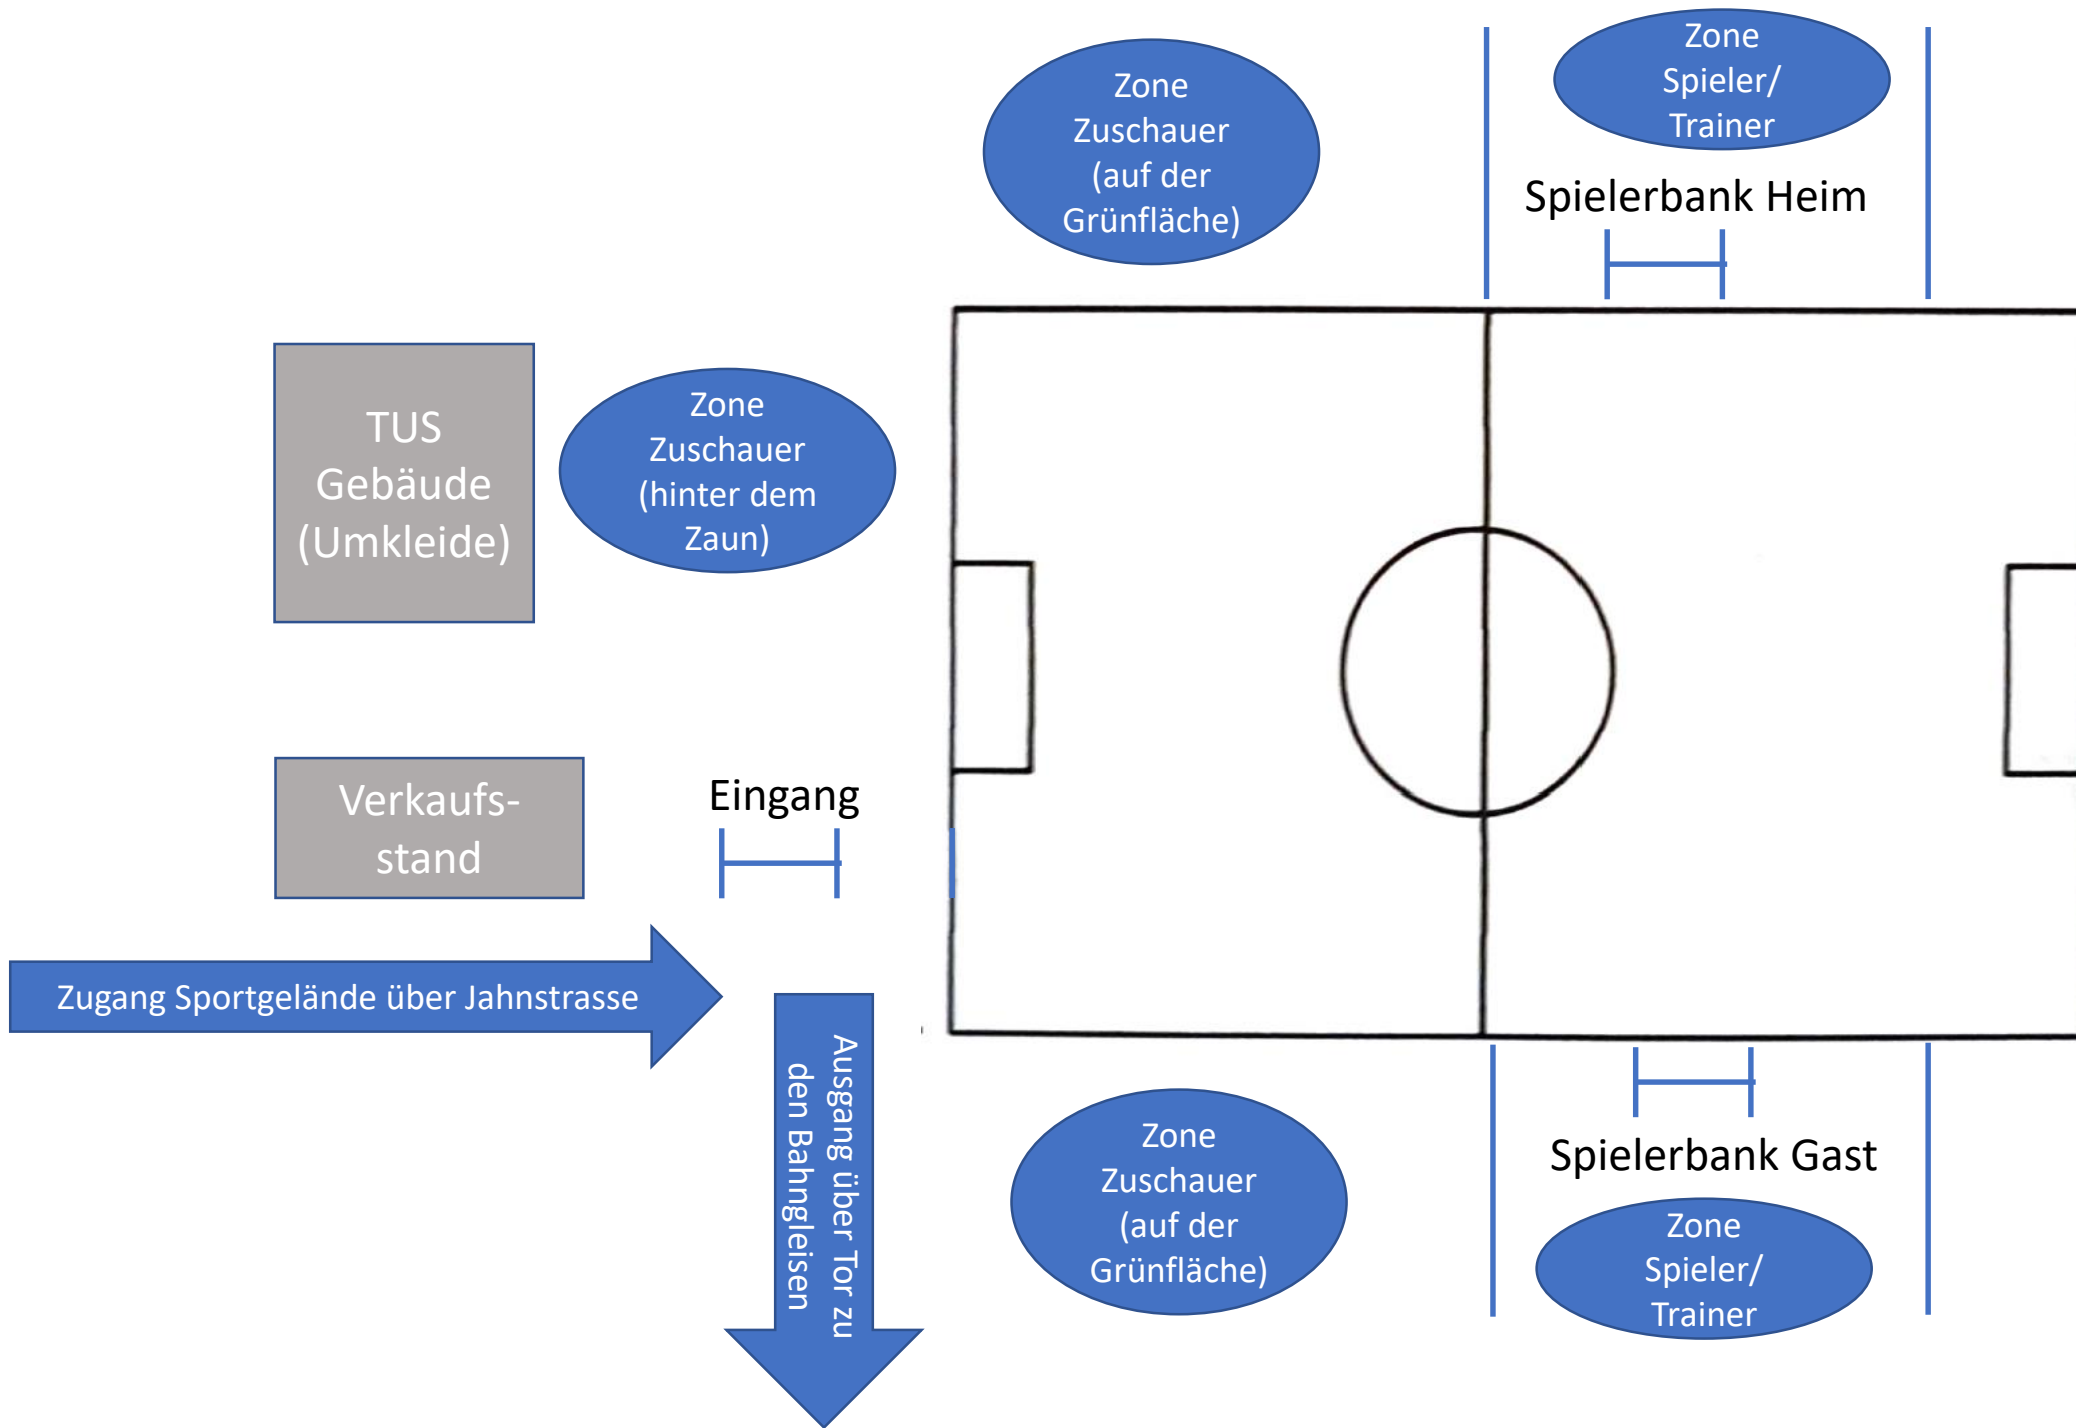 Zone
Zuschauer
(auf der
Grünfläche)
Zone
Spieler/
Trainer
Spielerbank Heim
TUS
Gebäude
(Umkleide)
Zone
Zuschauer
(hinter dem
Zaun)
Verkaufs-
stand
Eingang
Zugang Sportgelände über Jahnstrasse
Ausgang über Tor zu
den Bahngleisen
Zone
Zuschauer
(auf der
Grünfläche)
Spielerbank Gast
Zone
Spieler/
Trainer